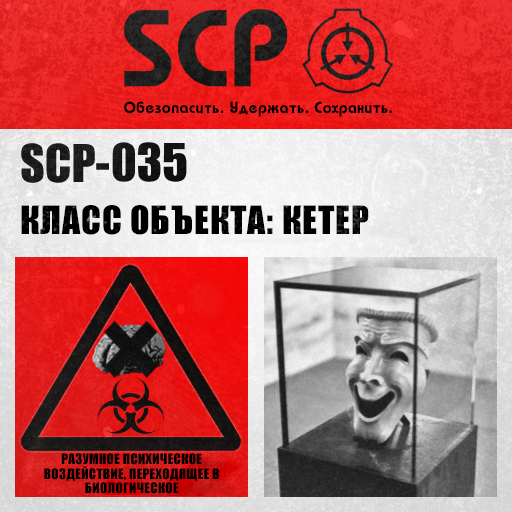 SCP
Обезопасить. Удержать. Сохранить.
SCP-035
КЛАСС ОБЪЕКТА: КЕТЕР
РАЗУМНОЕ ПСИХИЧЕСКОЕ
ВОЗДЕЙСТВИЕ, ПЕРЕХОДЯЩЕЕ В
БИОЛОГИЧЕСКОЕ